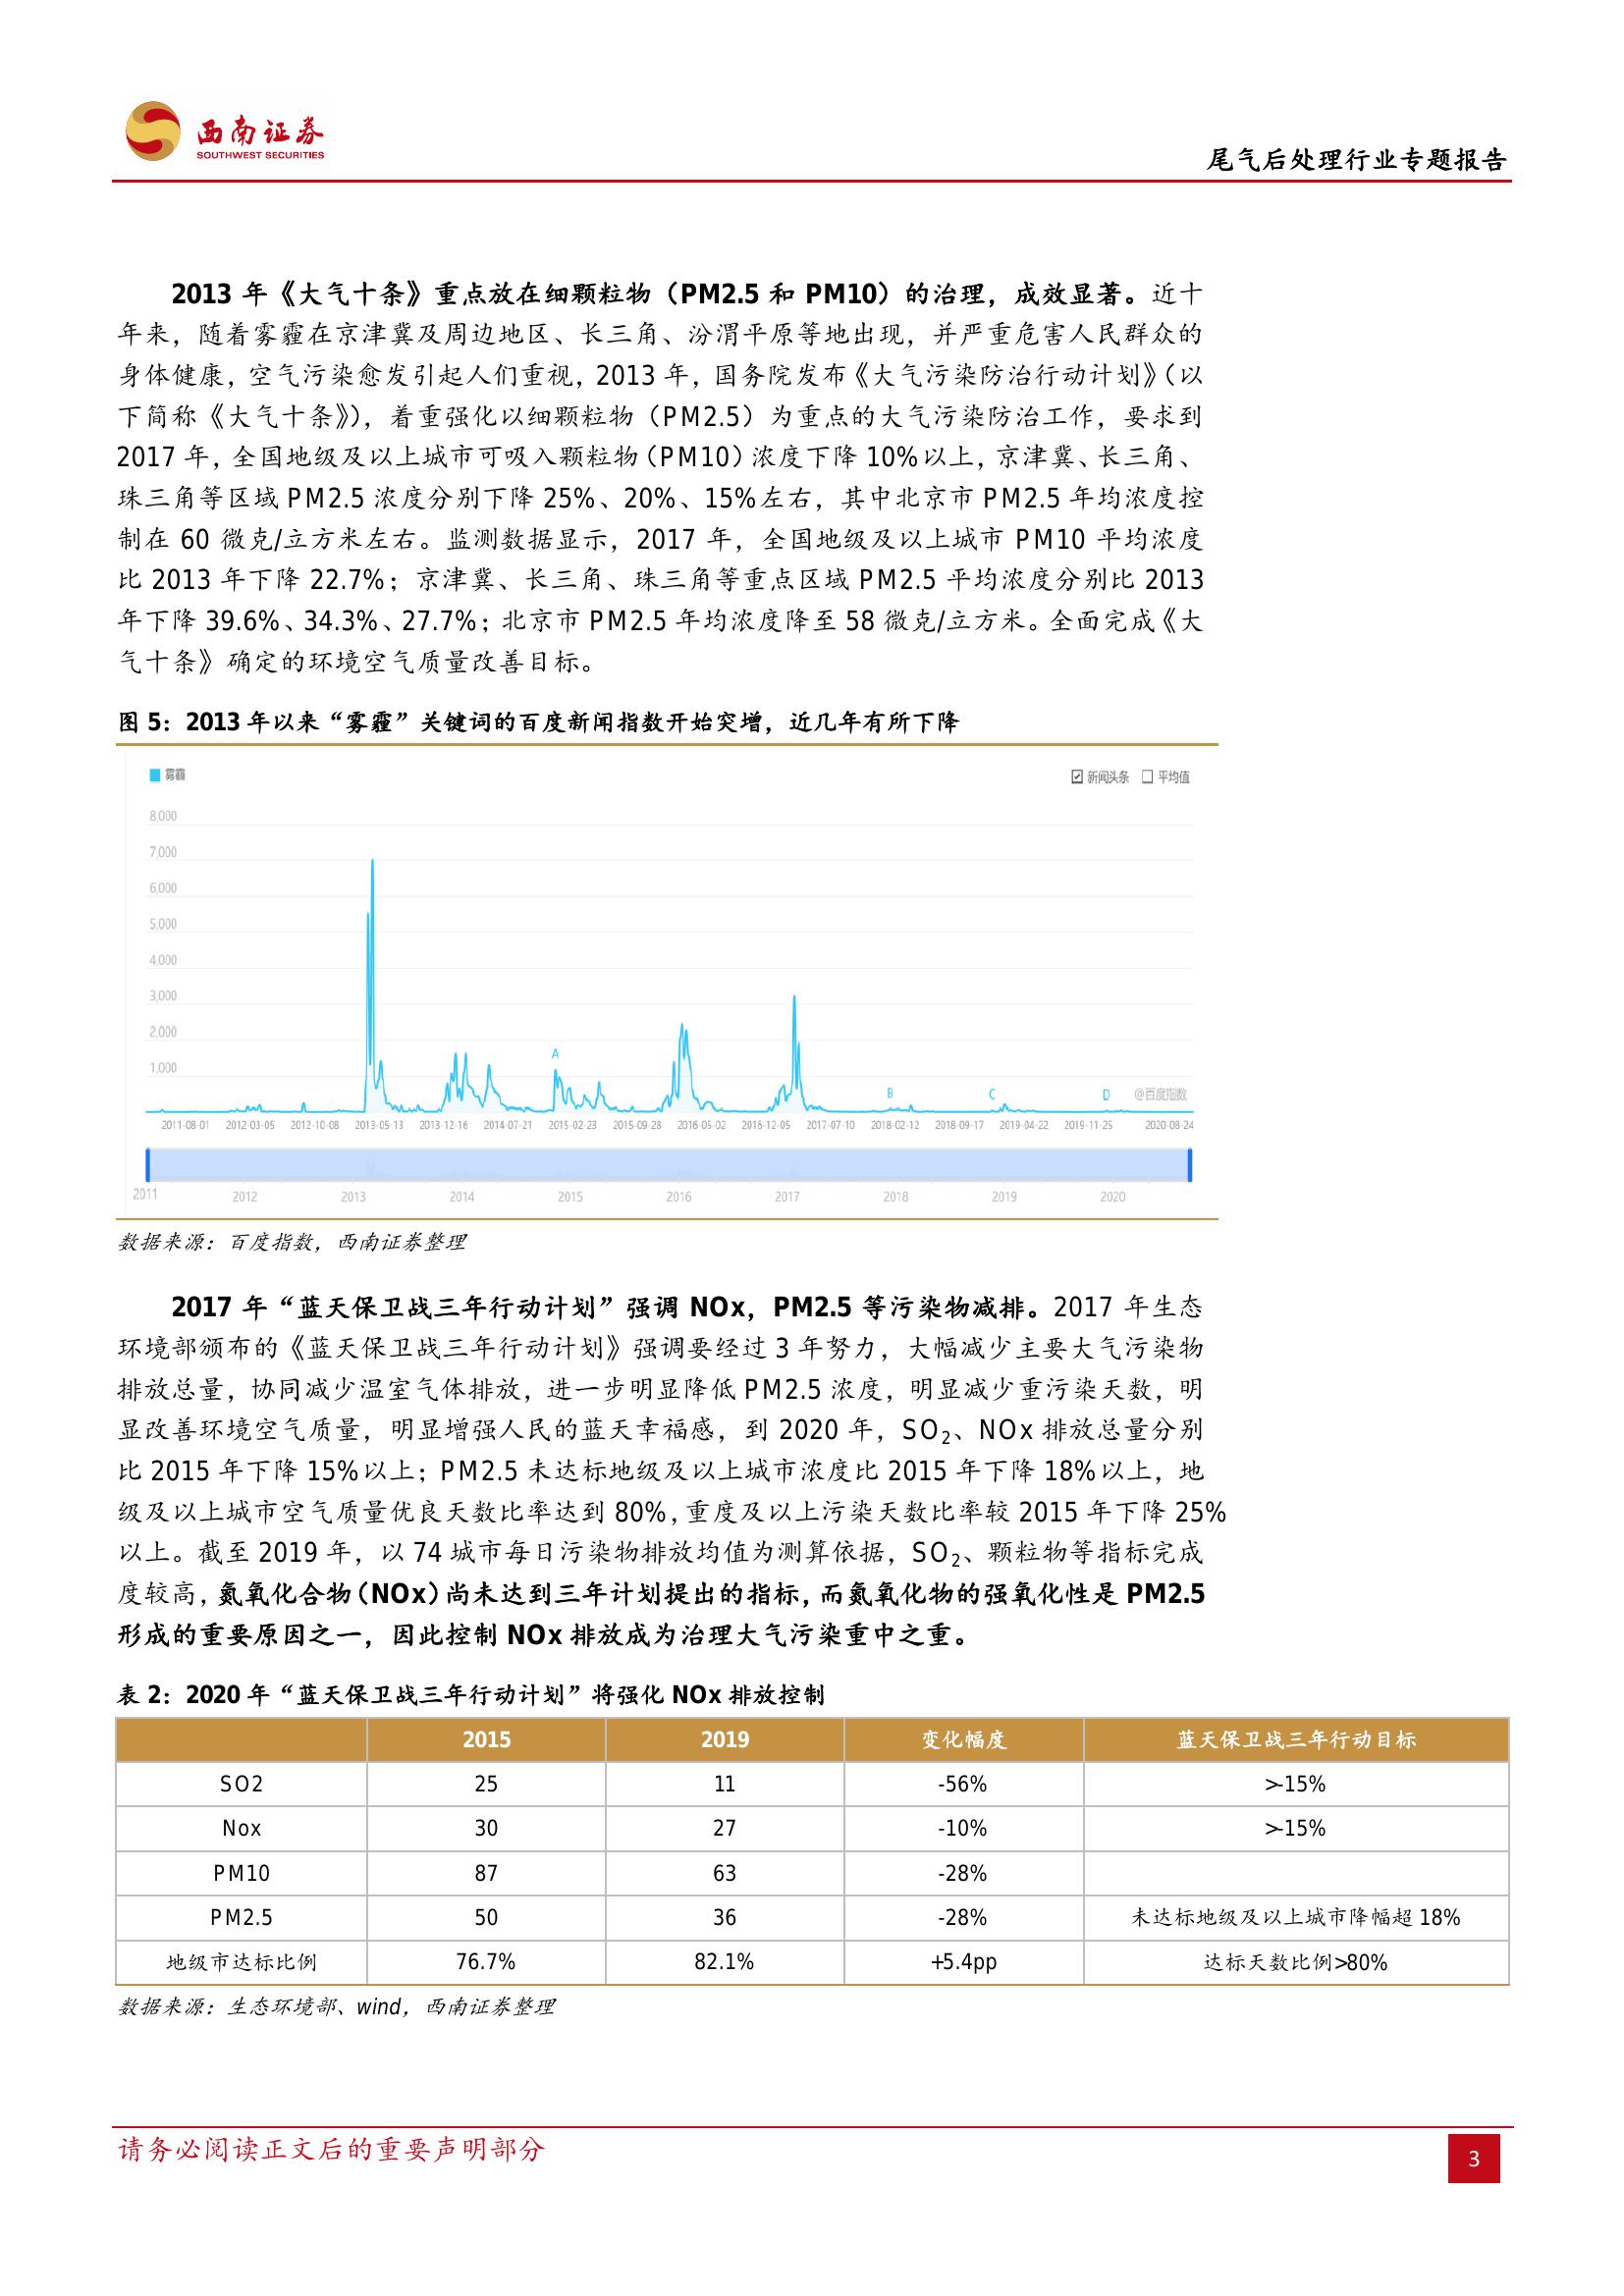 西南证券
SOUTHWEST SECURITIES
尾气后处理行业专题报告
2013 年《大气十条》重点放在细颗粒物（PM2.5 和 PM10）的治理，成效显著。近十
年来，随着雾霾在京津冀及周边地区、长三角、汾渭平原等地出现，并严重危害人民群众的
身体健康，空气污染愈发引起人们重视，2013 年，国务院发布《大气污染防治行动计划》（以
下简称《大气十条》），着重强化以细颗粒物（PM2.5）为重点的大气污染防治工作，要求到
2017 年，全国地级及以上城市可吸入颗粒物（PM10）浓度下降 10%以上，京津冀、长三角、
珠三角等区域 PM2.5 浓度分别下降 25%、20%、15%左右，其中北京市 PM2.5 年均浓度控
制在 60 微克/立方米左右。监测数据显示，2017 年，全国地级及以上城市 PM10 平均浓度
比 2013 年下降 22.7%；京津冀、长三角、珠三角等重点区域 PM2.5 平均浓度分别比 2013
年下降 39.6%、34.3%、27.7%；北京市 PM2.5 年均浓度降至 58 微克/立方米。全面完成《大
气十条》确定的环境空气质量改善目标。
图 5：2013 年以来“雾霾”关键词的百度新闻指数开始突增，近几年有所下降
雾霾
新闻头条 平均值
8,000
7,000
6,000
5,000
4,000
3,000
2,000
1,000
A
B
C
D
@百度指数
2011-08-01 2012-03-05 2012-10-08 2013-05-13 2013-12-16 2014-07-21 2015-02-23 2015-09-28 2016-05-02 2016-12-05 2017-07-10 2018-02-12 2018-09-17 2019-04-22 2019-11-25 2020-08-24
2011 2012 2013 2014 2015 2016 2017 2018 2019 2020
数据来源：百度指数，西南证券整理
2017 年“蓝天保卫战三年行动计划”强调 NOx，PM2.5 等污染物减排。2017 年生态
环境部颁布的《蓝天保卫战三年行动计划》强调要经过 3 年努力，大幅减少主要大气污染物
排放总量，协同减少温室气体排放，进一步明显降低 PM2.5 浓度，明显减少重污染天数，明
显改善环境空气质量，明显增强人民的蓝天幸福感，到 2020 年，SO2、NOx 排放总量分别
比 2015 年下降 15%以上；PM2.5 未达标地级及以上城市浓度比 2015 年下降 18%以上，地
级及以上城市空气质量优良天数比率达到 80%，重度及以上污染天数比率较 2015 年下降 25%
以上。截至 2019 年，以 74 城市每日污染物排放均值为测算依据，SO2、颗粒物等指标完成
度较高，氮氧化合物（NOx）尚未达到三年计划提出的指标，而氮氧化物的强氧化性是 PM2.5
形成的重要原因之一，因此控制 NOx 排放成为治理大气污染重中之重。
表 2：2020 年“蓝天保卫战三年行动计划”将强化 NOx 排放控制
2015 2019 变化幅度 蓝天保卫战三年行动目标
SO2 25 11 -56% >-15%
Nox 30 27 -10% >-15%
PM10 87 63 -28%
PM2.5 50 36 -28% 未达标地级及以上城市降幅超 18%
地级市达标比例 76.7% 82.1% +5.4pp 达标天数比例>80%
数据来源：生态环境部、wind，西南证券整理
请务必阅读正文后的重要声明部分
3